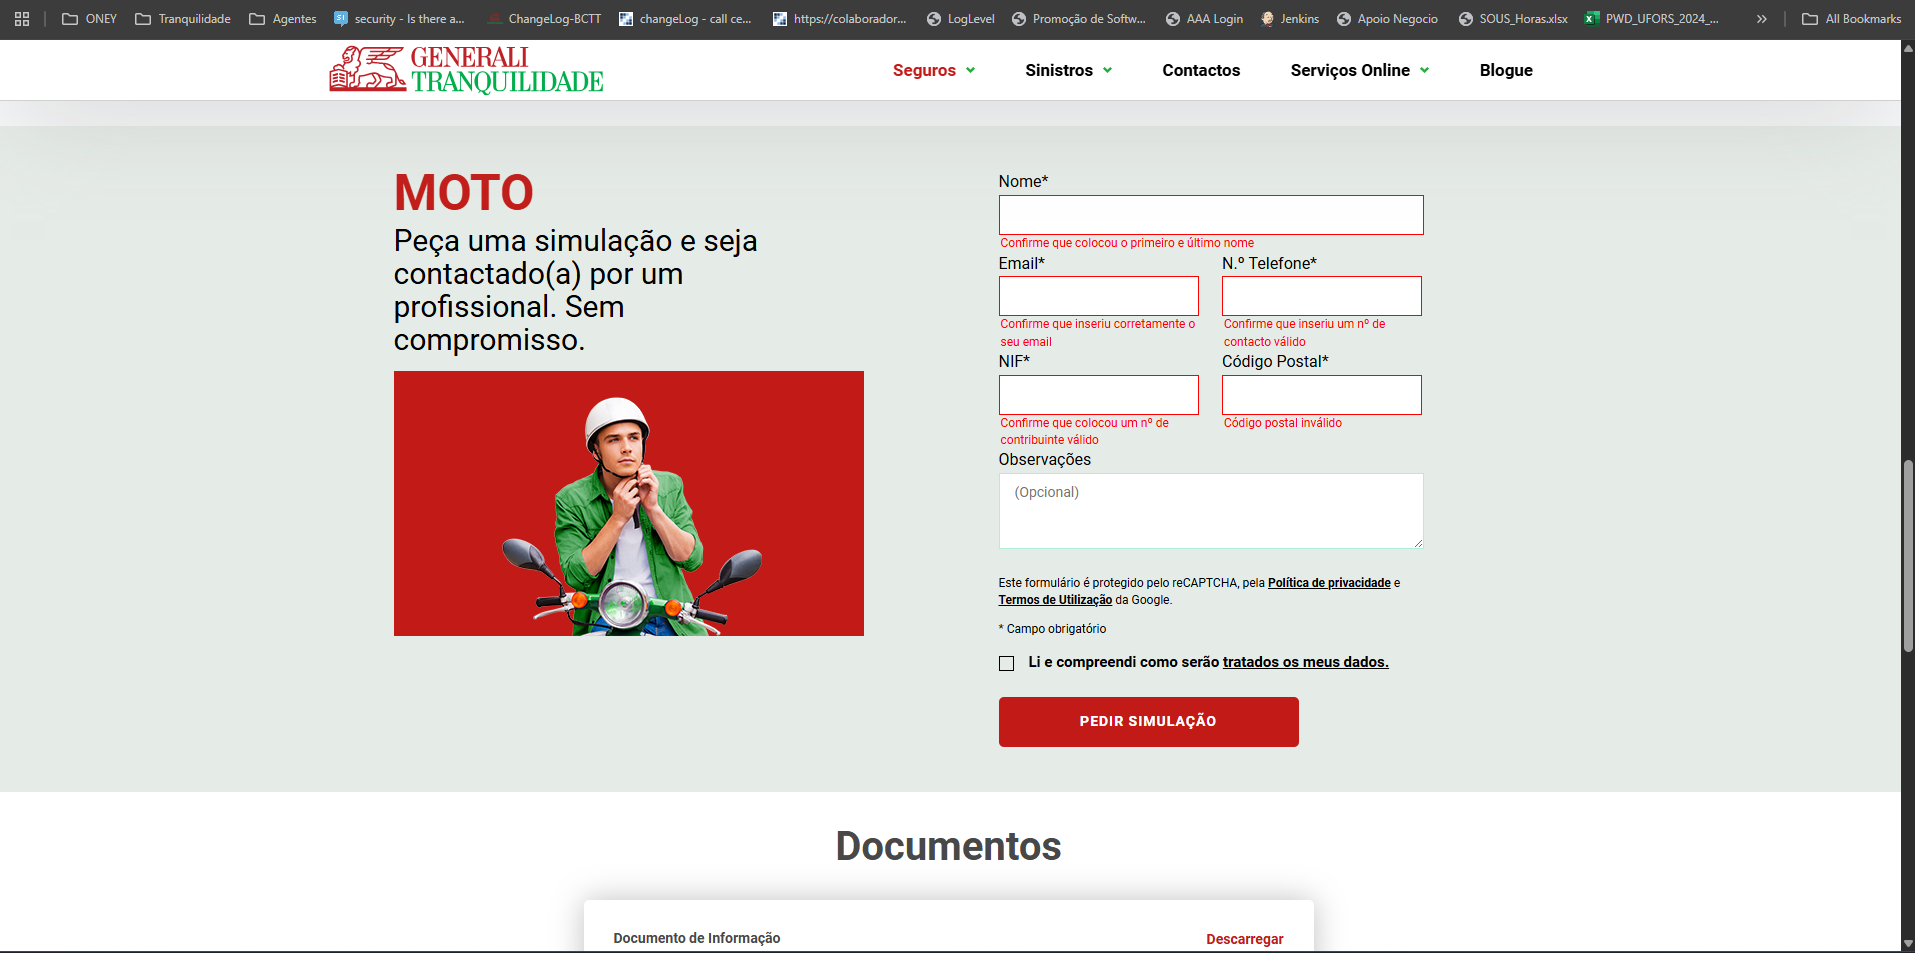 ONEY
Tranquilidade
Agentes
security - Is there a...
ChangeLog-BCTT
changeLog - call ce...
https://colaborador...
LogLevel
Promoção de Softw...
AAA Login
Jenkins
Apoio Negocio
SOUS_Horas.xlsx
PWD_UFORS_2024_...
All Bookmarks
GENERALI
TRANQUILIDADE
Seguros
Sinistros
Contactos
Serviços Online
Blogue
MOTO
Peça uma simulação e seja
contactado(a) por um
profissional. Sem
compromisso.
Nome*
Confirme que colocou o primeiro e último nome
Email*
N.º Telefone*
Confirme que inseriu corretamente o
seu email
Confirme que inseriu um nº de
contacto válido
NIF*
Código Postal*
Confirme que colocou um nº de
contribuinte válido
Código postal inválido
Observações
(Opcional)
Este formulário é protegido pelo reCAPTCHA, pela Política de privacidade e
Termos de Utilização da Google.
* Campo obrigatório
Li e compreendi como serão tratados os meus dados.
PEDIR SIMULAÇÃO
Documentos
Documento de Informação
Descarregar